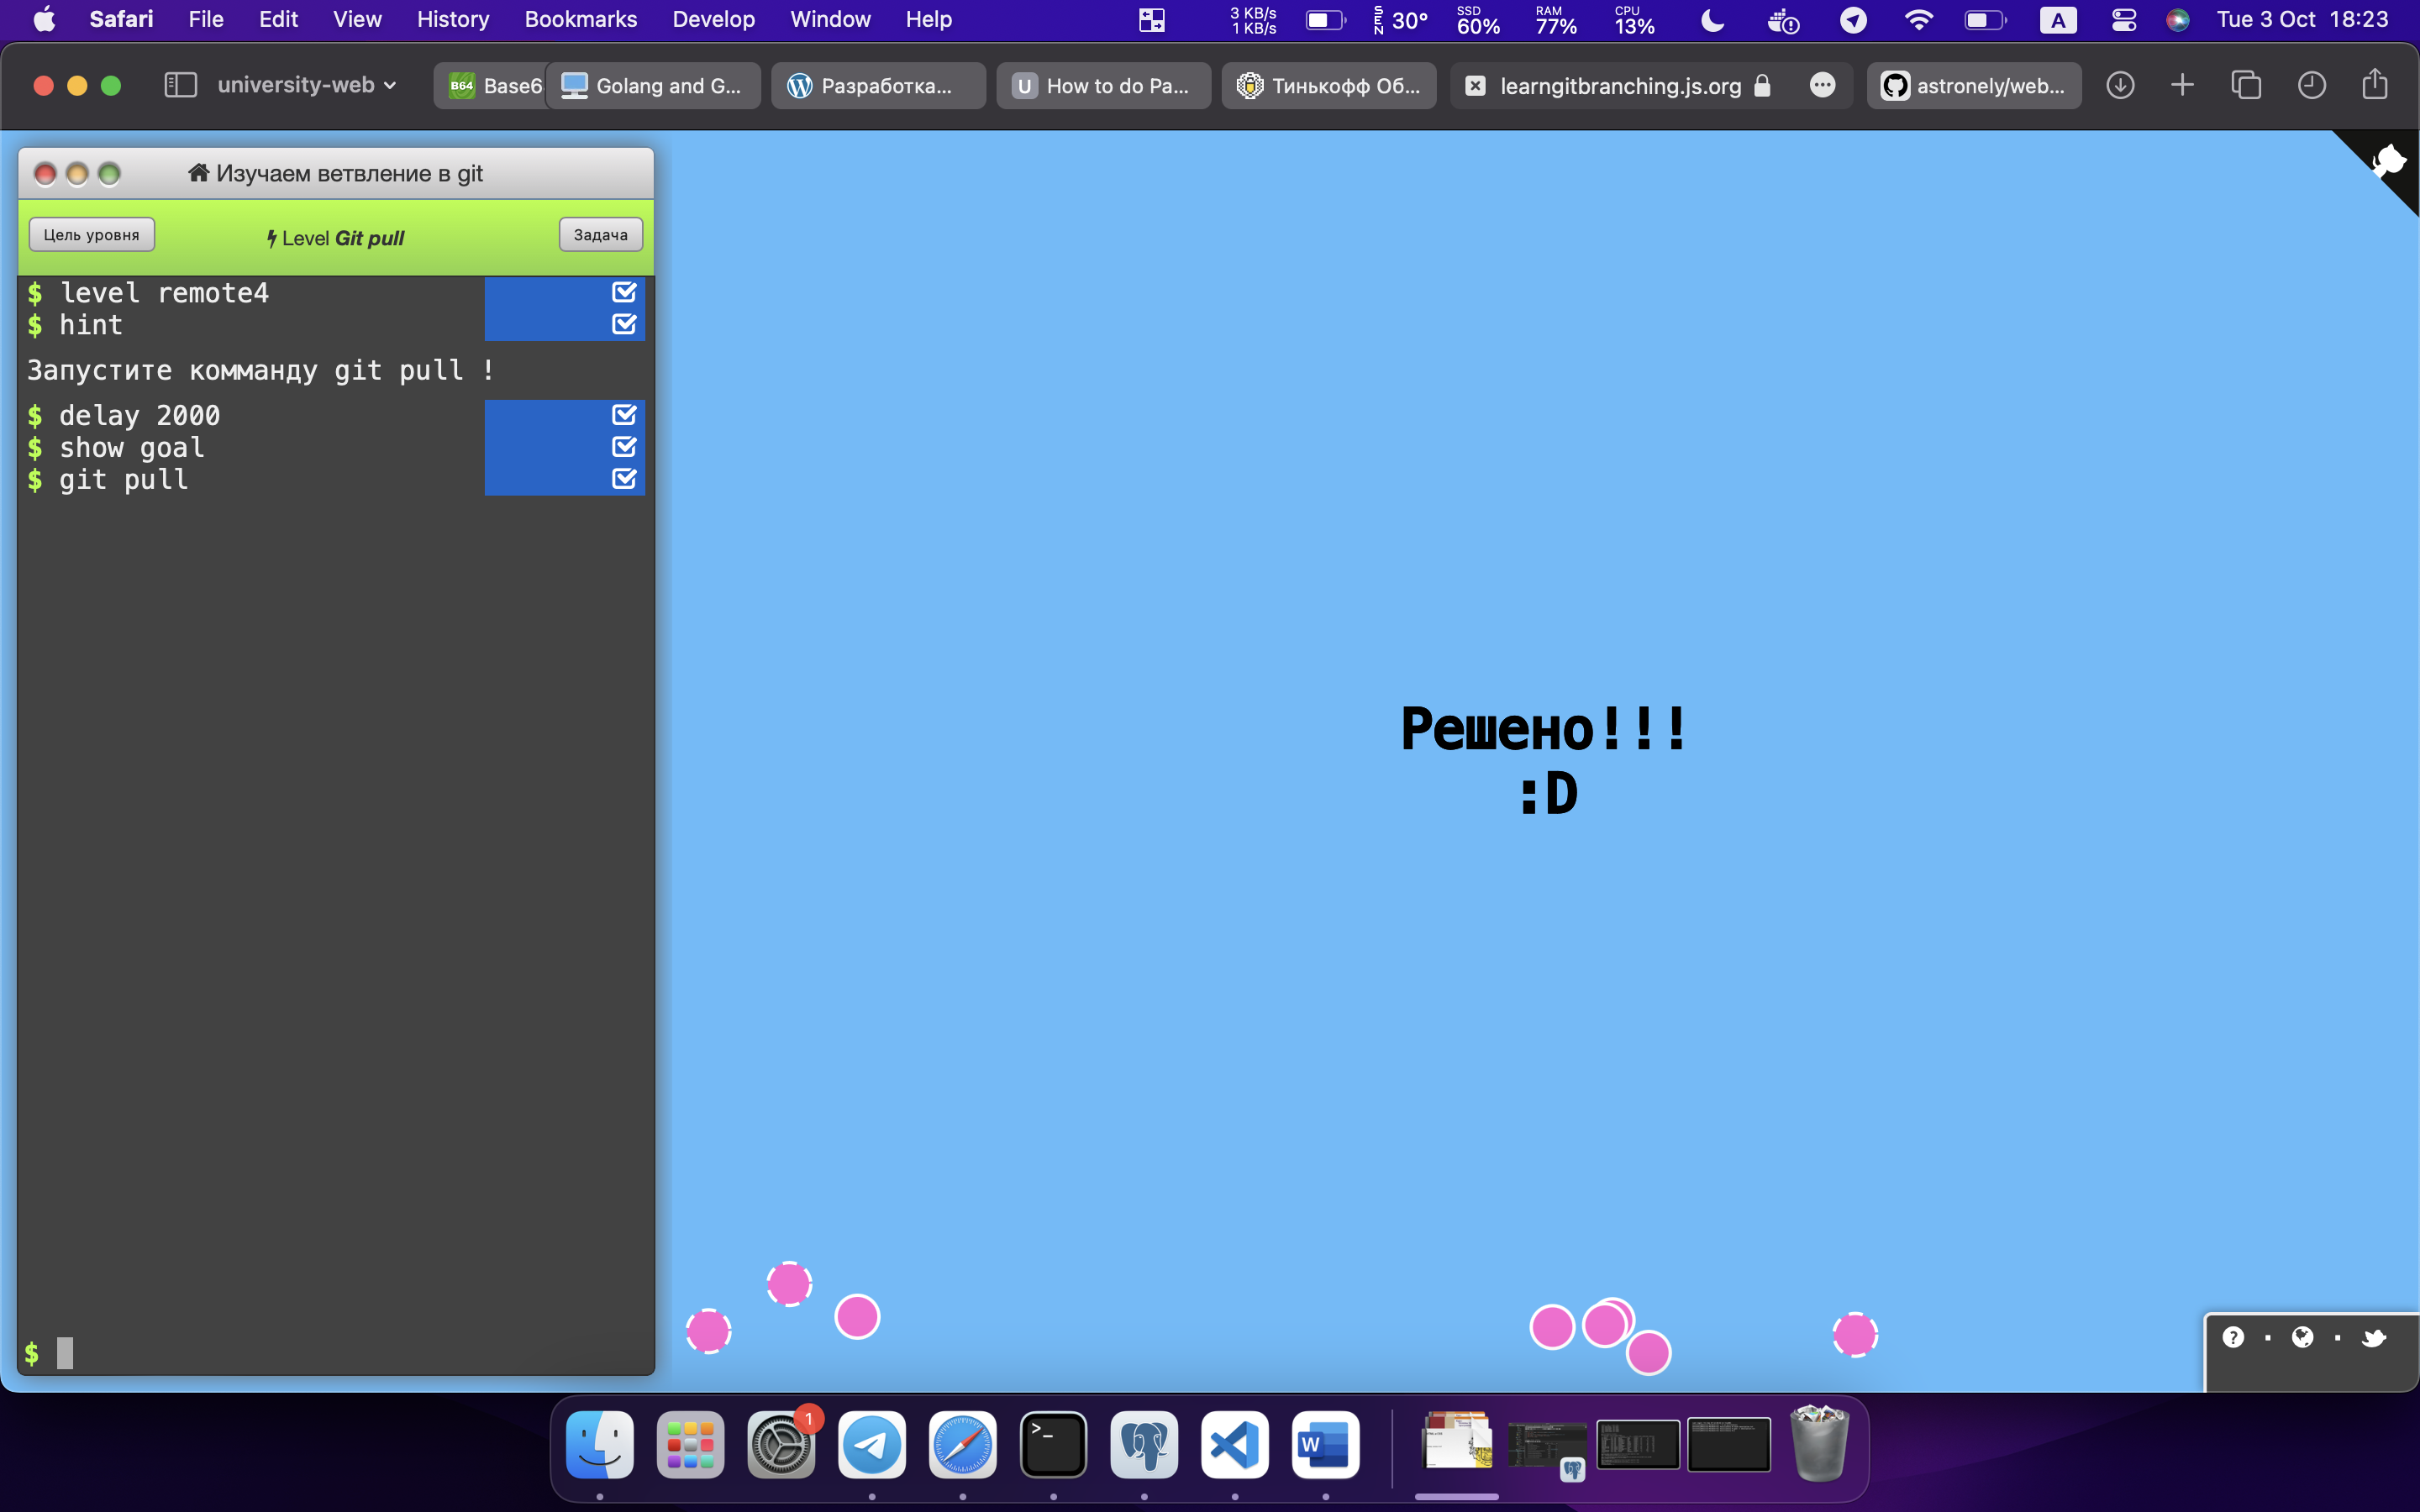 Safari File Edit View History Bookmarks Develop Window Help
3 KB/s
1 KB/s
SEN 30°
SSD
60%
RAM
77%
CPU
13%
A
Tue 3 Oct 18:23
university-web
B64 Base6
Golang and G...
Разработка...
U How to do Pa...
Тинькофф Об...
learngitbranching.js.org
astronely/web...
Изучаем ветвление в git
Цель уровня
Level Git pull
Задача
$ level remote4
$ hint
Запустите комманду git pull !
$ delay 2000
$ show goal
$ git pull
$
Решено!!!
:D
?
1
>_
W